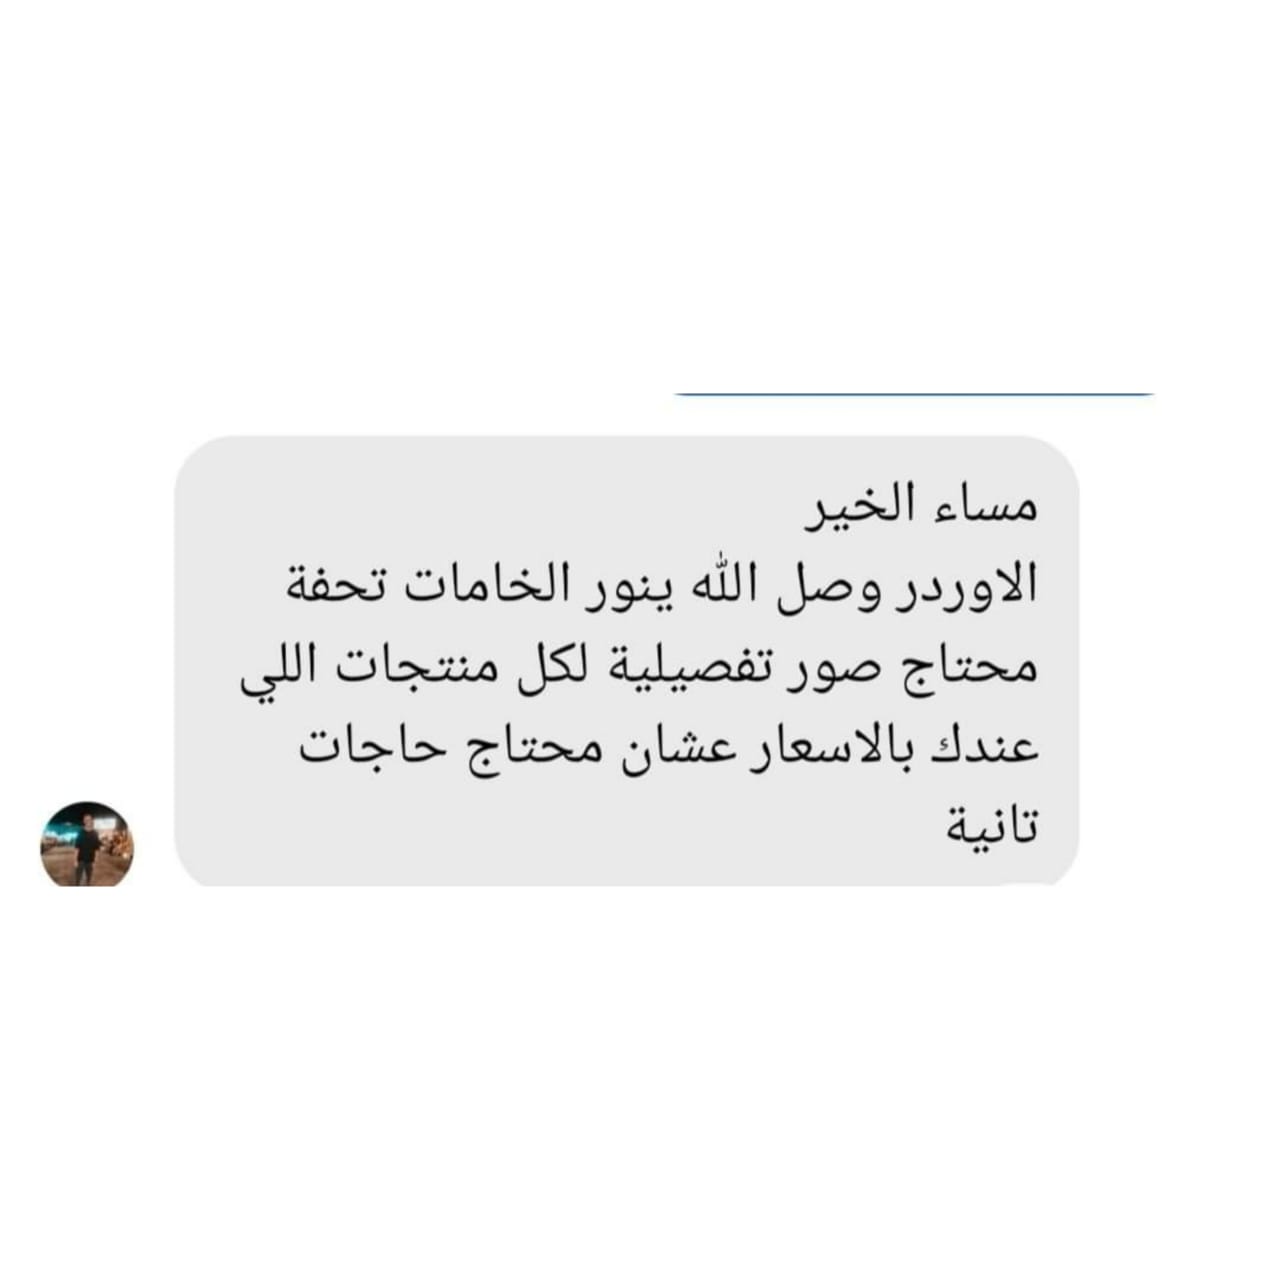 مساء الخير
الاوردر وصل الله ينور الخامات تحفة
محتاج صور تفصيلية لكل منتجات اللي
عندك بالاسعار عشان محتاج حاجات
تانية